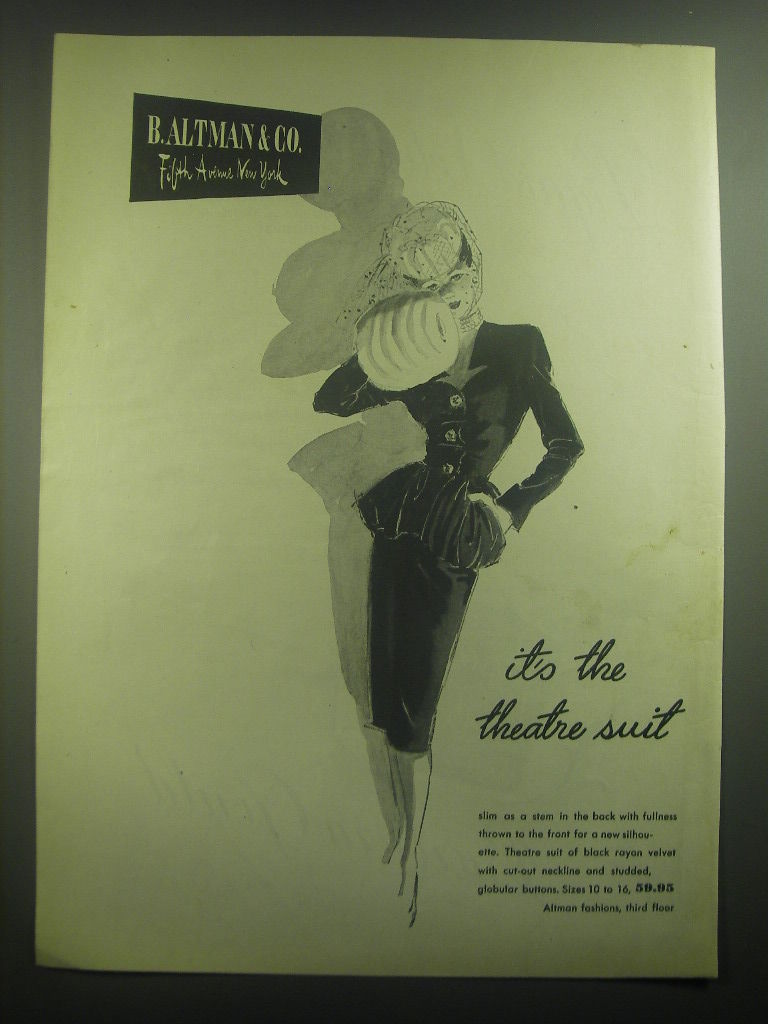 B.ALTMAN & CO.
Fifth Avenue New York
it's the
theatre suit
slim as a stem in the back with fullness
thrown to the front for a new silhou-
ette. Theatre suit of black rayon velvet
with cut-out neckline and studded,
globular buttons. Sizes 10 to 16, 59.95
Altman fashions, third floor